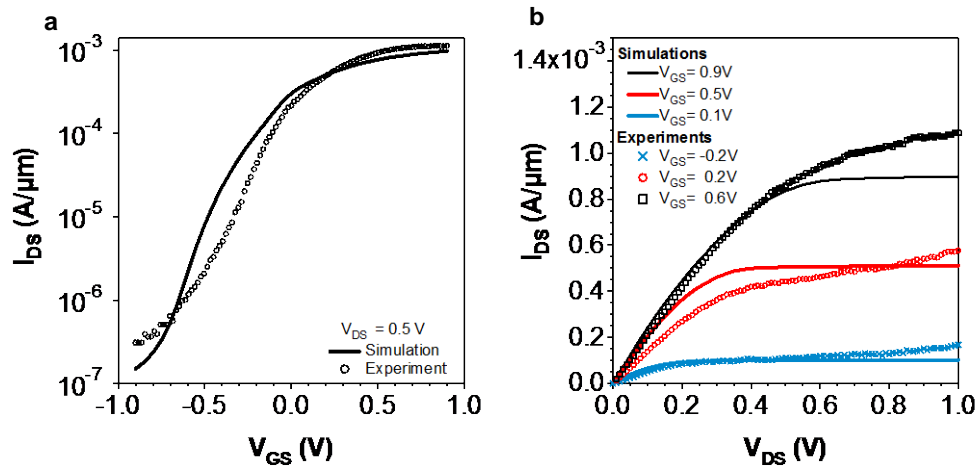 a
10⁻³
10⁻⁴
10⁻⁵
10⁻⁶
10⁻⁷
I_DS (A/µm)
V_DS = 0.5 V
Simulation
Experiment
−1.0 −0.5 0.0 0.5 1.0
V_GS (V)
b
1.4x10⁻³
1.2
1.0
0.8
0.6
0.4
0.2
0.0
I_DS (A/µm)
Simulations
V_GS= 0.9V
V_GS= 0.5V
V_GS= 0.1V
Experiments
V_GS= -0.2V
V_GS= 0.2V
V_GS= 0.6V
0.0 0.2 0.4 0.6 0.8 1.0
V_DS (V)